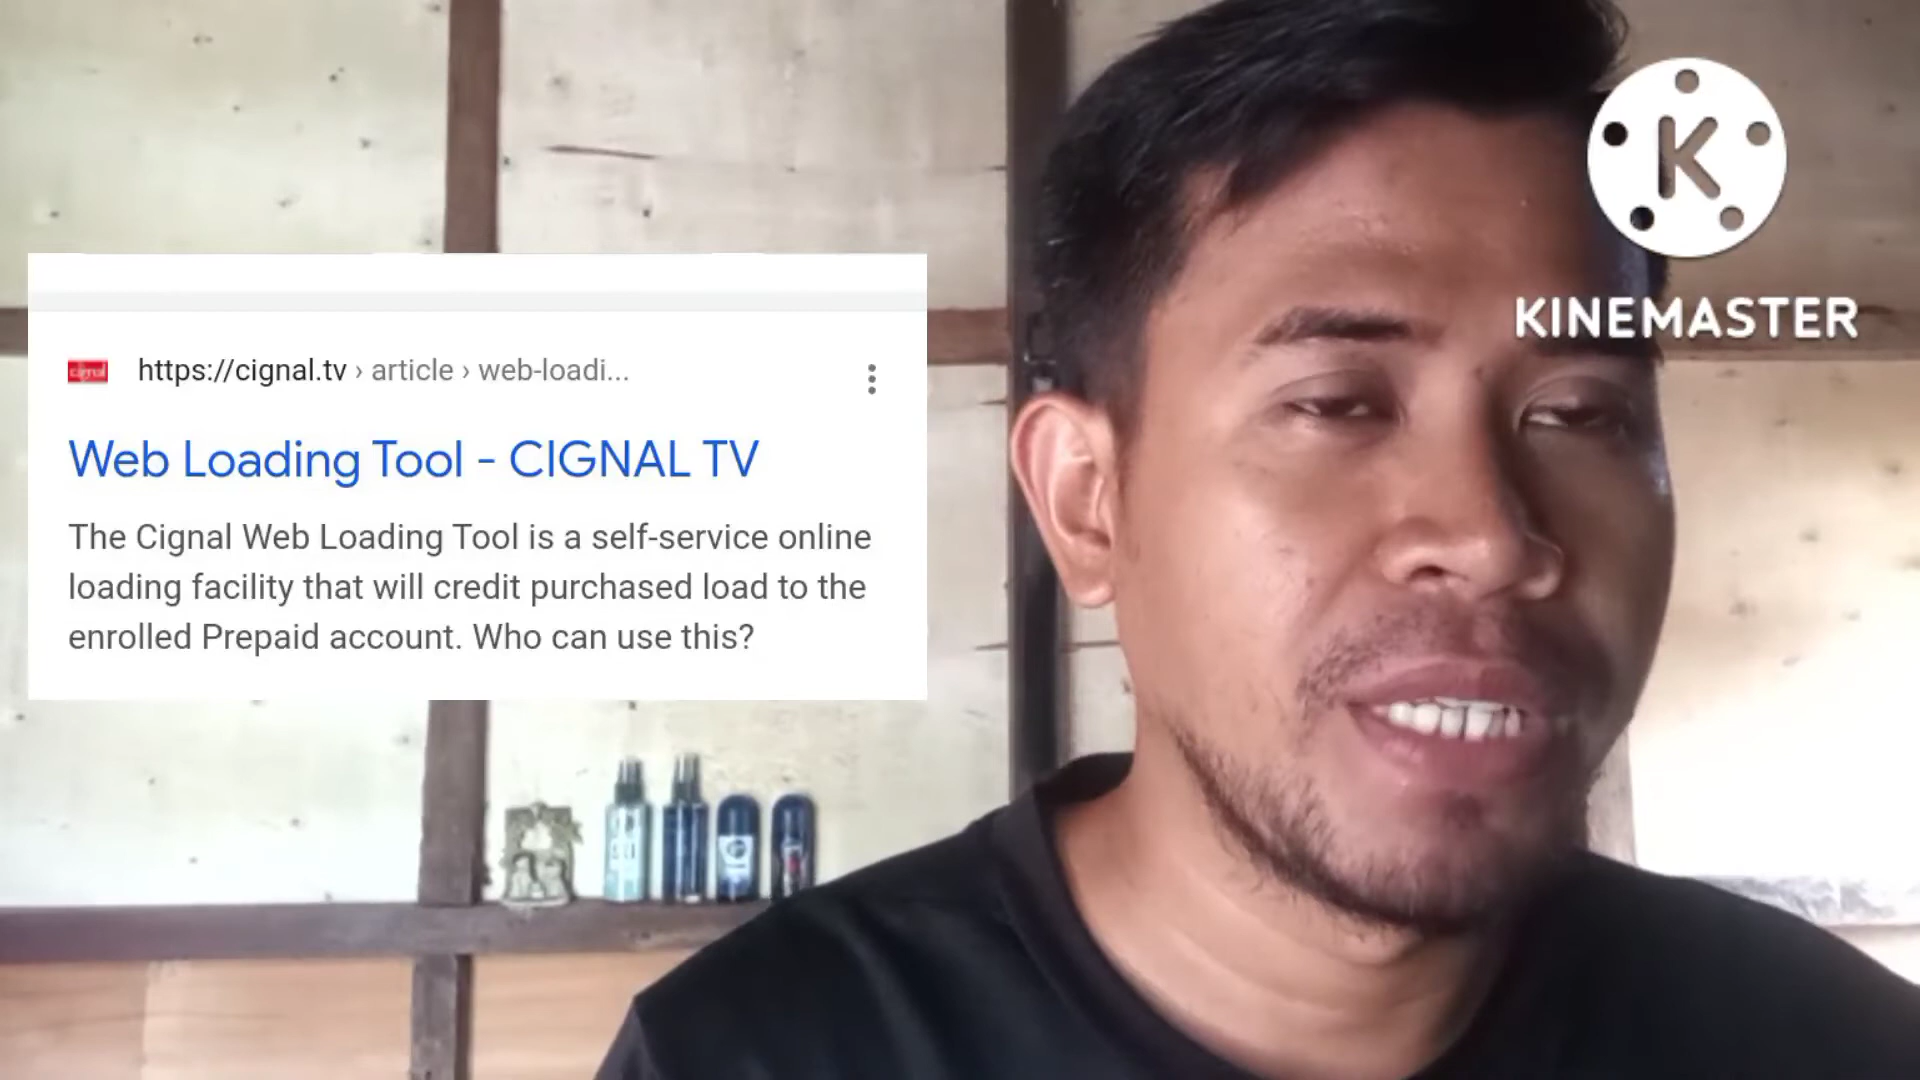 https://cignal.tv › article › web-loadi...
Web Loading Tool - CIGNAL TV
The Cignal Web Loading Tool is a self-service online
loading facility that will credit purchased load to the
enrolled Prepaid account. Who can use this?
K
KINEMASTER